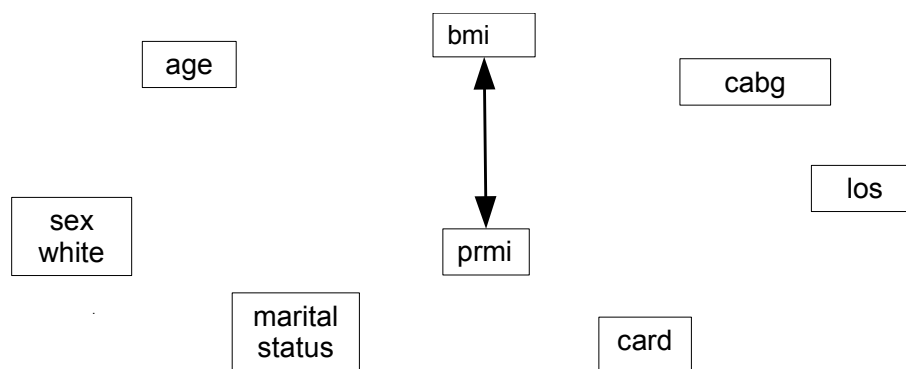 bmi
age
cabg
los
sex
white
prmi
marital
status
card